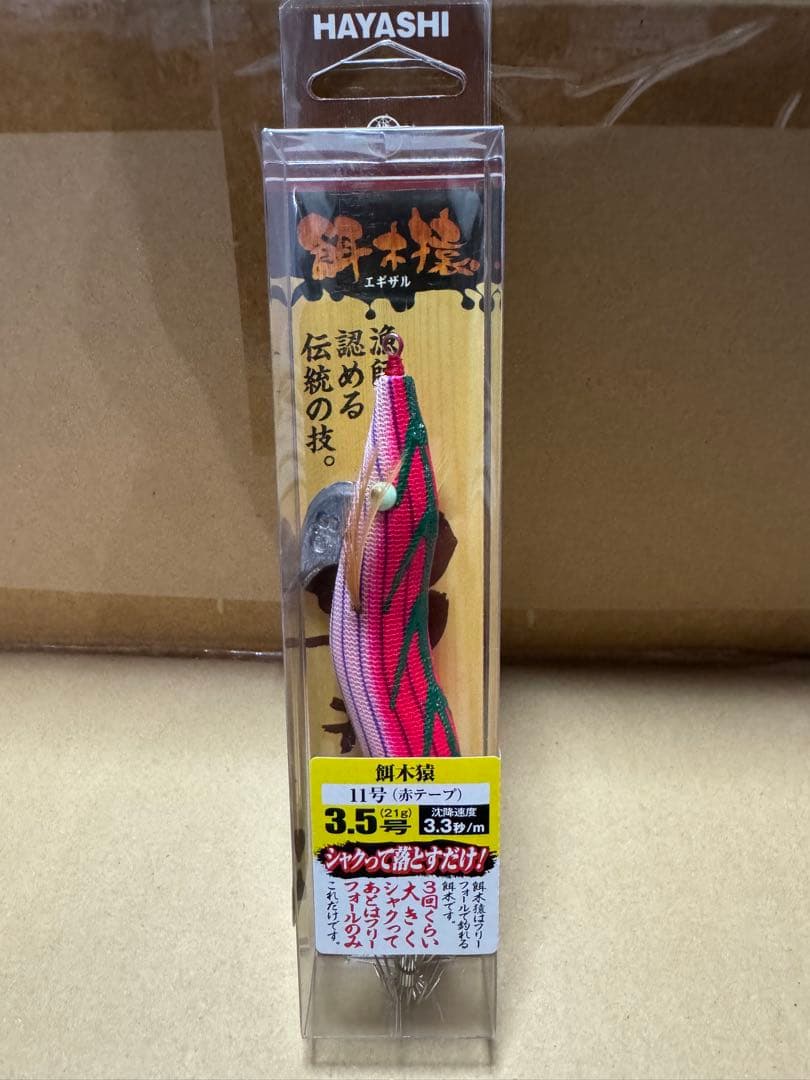 HAYASHI
餌木猿
エギザル
漁師
認める
伝統の技。
餌木猿
11号(赤テープ)
3.5号(21g)
沈降速度
3.3秒/m
シャクって落とすだけ!
餌木猿はフリー
フォールで釣れる
餌木です。
3回くらい
大きく
シャクって
あとはフリー
フォールのみ
これだけです。